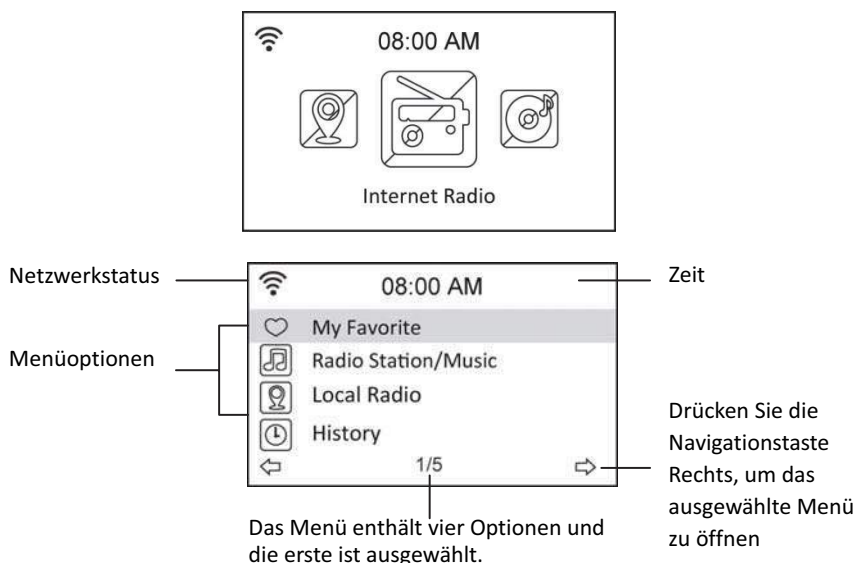 08:00 AM
Internet Radio
Netzwerkstatus
08:00 AM
Zeit
Menüoptionen
My Favorite
Radio Station/Music
Local Radio
History
1/5
Drücken Sie die
Navigationstaste
Rechts, um das
ausgewählte Menü
zu öffnen
Das Menü enthält vier Optionen und
die erste ist ausgewählt.